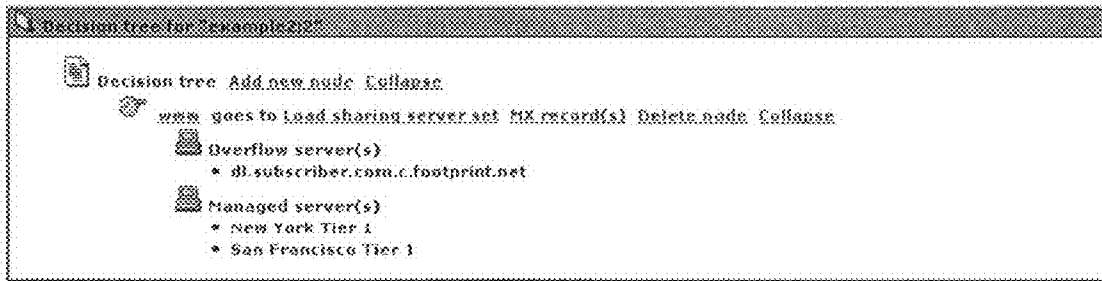 Decision tree for "example2:2"
Decision tree Add new node Collapse
www goes to Load sharing server set MX record(s) Delete node Collapse
Overflow server(s)
• dl.subscriber.com.c.footprint.net
Managed server(s)
• New York Tier 1
• San Francisco Tier 1